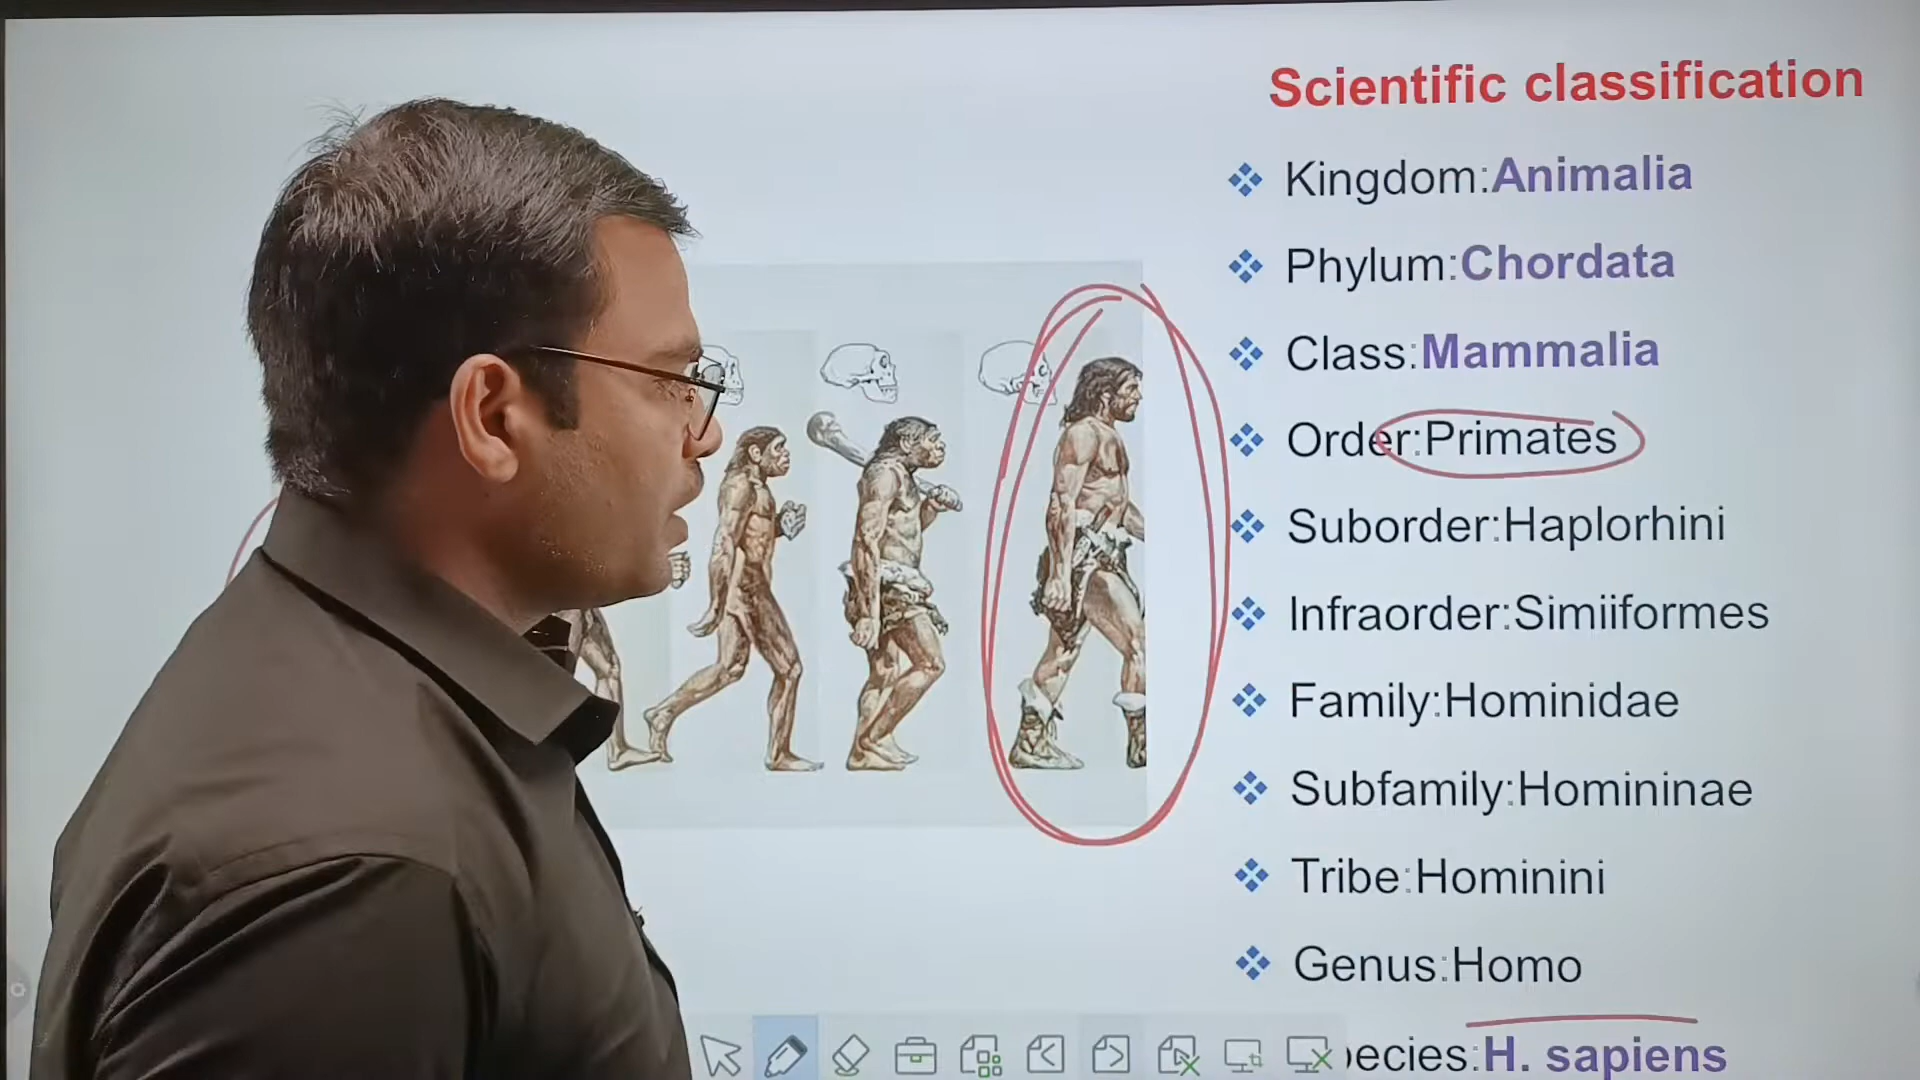 Scientific classification
Kingdom:Animalia
Phylum:Chordata
Class:Mammalia
Order:Primates
Suborder:Haplorhini
Infraorder:Simiiformes
Family:Hominidae
Subfamily:Homininae
Tribe:Hominini
Genus:Homo
pecies:H. sapiens